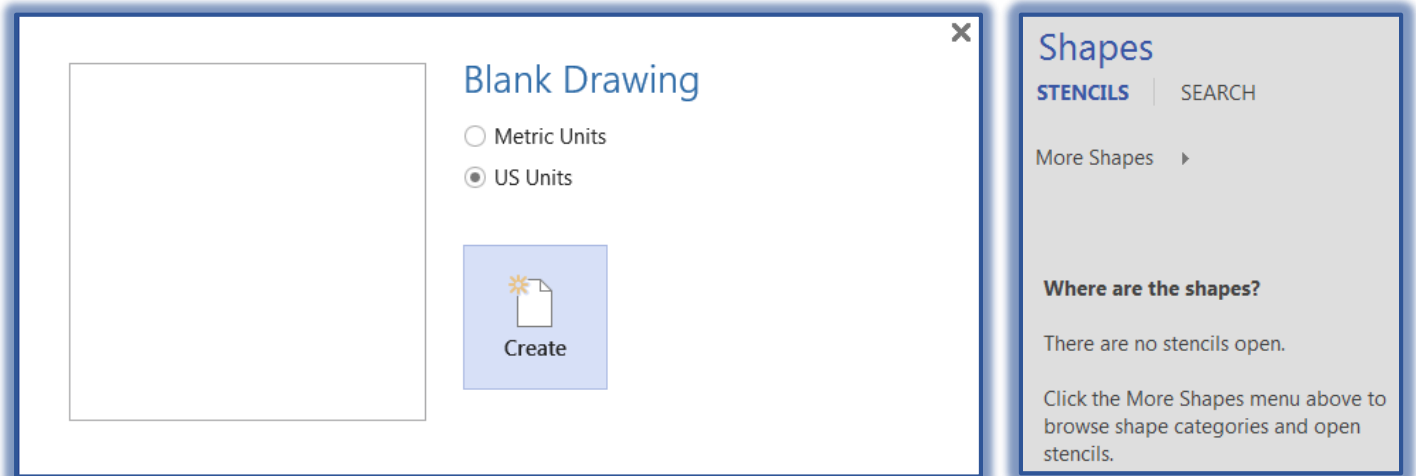 Blank Drawing
Metric Units
US Units
Create
Shapes
STENCILS SEARCH
More Shapes
Where are the shapes?
There are no stencils open.
Click the More Shapes menu above to
browse shape categories and open
stencils.